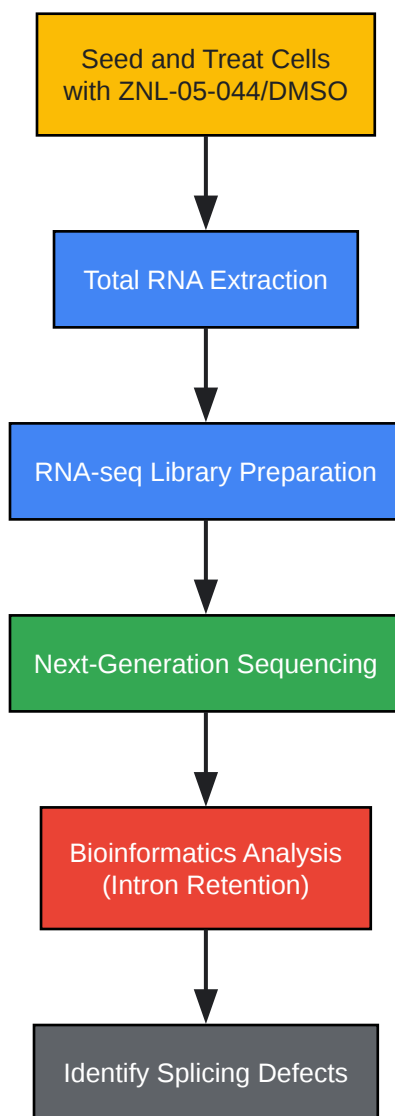 Seed and Treat Cells
with ZNL-05-044/DMSO
Total RNA Extraction
RNA-seq Library Preparation
Next-Generation Sequencing
Bioinformatics Analysis
(Intron Retention)
Identify Splicing Defects